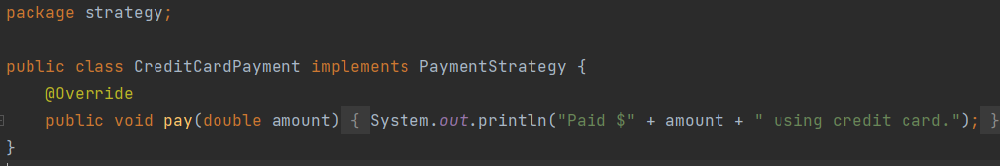 package strategy;
public class CreditCardPayment implements PaymentStrategy {
@Override
public void pay(double amount) { System.out.println("Paid $" + amount + " using credit card."); }
}